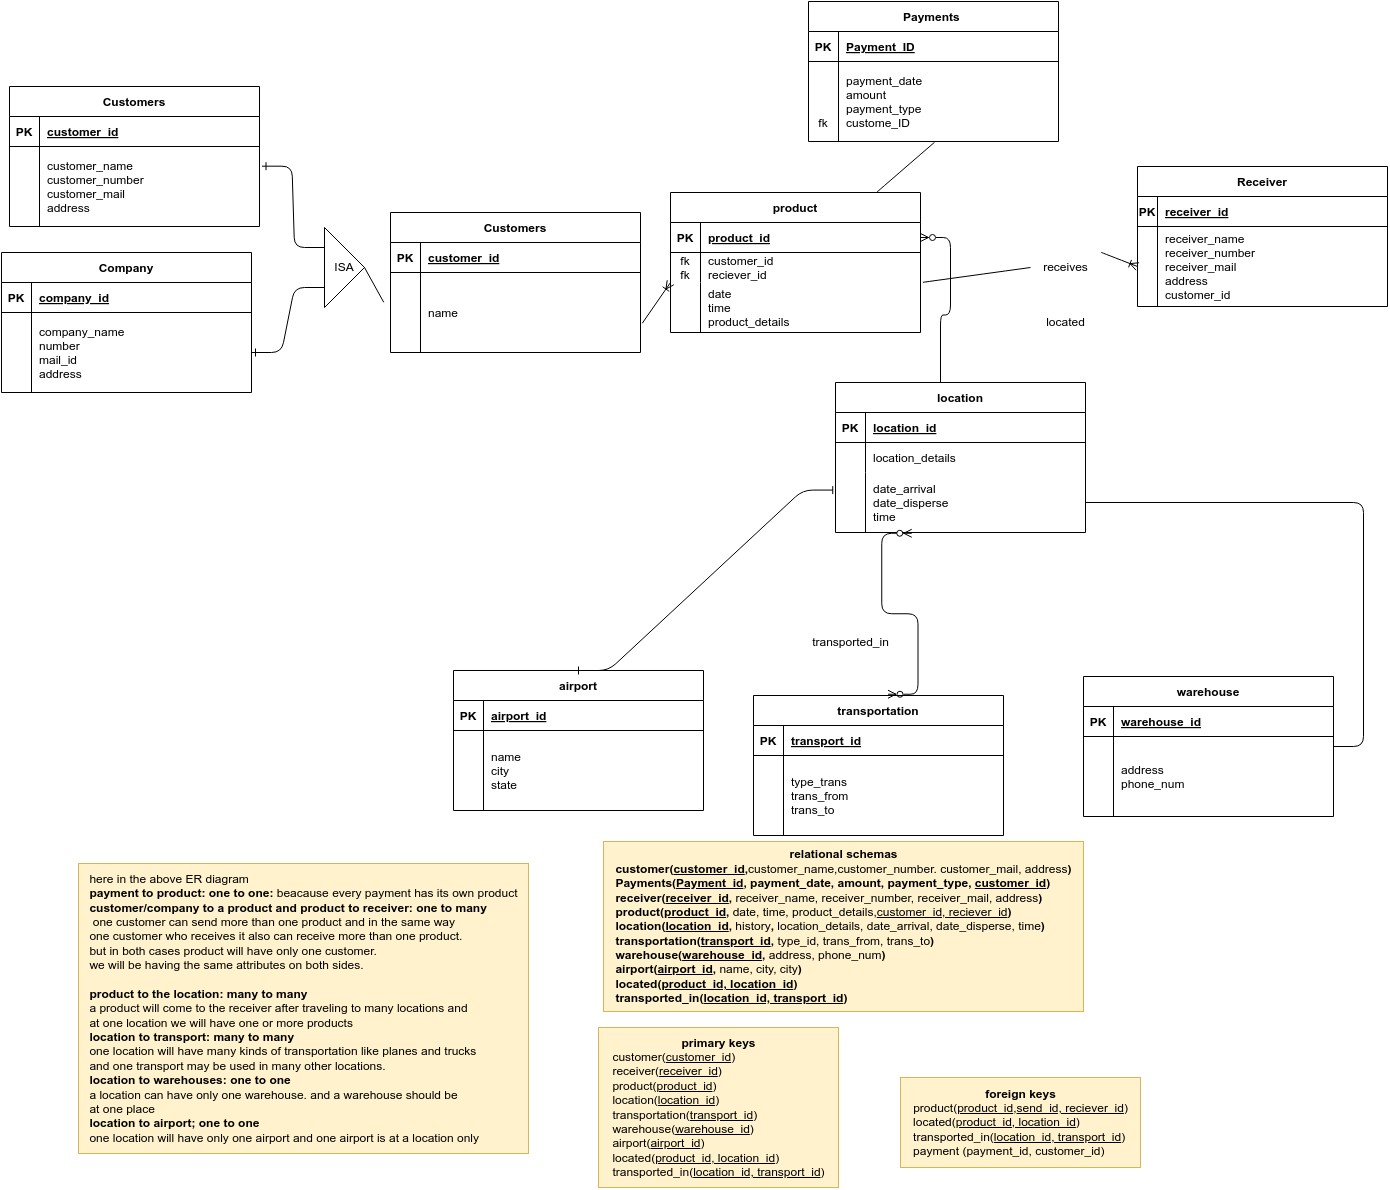 Payments
PK Payment_ID
payment_date
amount
payment_type
fk custome_ID
Customers
PK customer_id
customer_name
customer_number
customer_mail
address
Company
PK company_id
company_name
number
mail_id
address
ISA
Customers
PK customer_id
name
product
PK product_id
fk customer_id
fk reciever_id
date
time
product_details
receives
located
Receiver
PK receiver_id
receiver_name
receiver_number
receiver_mail
address
customer_id
location
PK location_id
location_details
date_arrival
date_disperse
time
transported_in
airport
PK airport_id
name
city
state
transportation
PK transport_id
type_trans
trans_from
trans_to
warehouse
PK warehouse_id
address
phone_num
here in the above ER diagram
payment to product: one to one: beacause every payment has its own product
customer/company to a product and product to receiver: one to many
one customer can send more than one product and in the same way
one customer who receives it also can receive more than one product.
but in both cases product will have only one customer.
we will be having the same attributes on both sides.
product to the location: many to many
a product will come to the receiver after traveling to many locations and
at one location we will have one or more products
location to transport: many to many
one location will have many kinds of transportation like planes and trucks
and one transport may be used in many other locations.
location to warehouses: one to one
a location can have only one warehouse. and a warehouse should be
at one place
location to airport; one to one
one location will have only one airport and one airport is at a location only
relational schemas
customer(customer_id,customer_name,customer_number. customer_mail, address)
Payments(Payment_id, payment_date, amount, payment_type, customer_id)
receiver(receiver_id, receiver_name, receiver_number, receiver_mail, address)
product(product_id, date, time, product_details,customer_id, reciever_id)
location(location_id, history, location_details, date_arrival, date_disperse, time)
transportation(transport_id, type_id, trans_from, trans_to)
warehouse(warehouse_id, address, phone_num)
airport(airport_id, name, city, city)
located(product_id, location_id)
transported_in(location_id, transport_id)
primary keys
customer(customer_id)
receiver(receiver_id)
product(product_id)
location(location_id)
transportation(transport_id)
warehouse(warehouse_id)
airport(airport_id)
located(product_id, location_id)
transported_in(location_id, transport_id)
foreign keys
product(product_id,send_id, reciever_id)
located(product_id, location_id)
transported_in(location_id, transport_id)
payment (payment_id, customer_id)